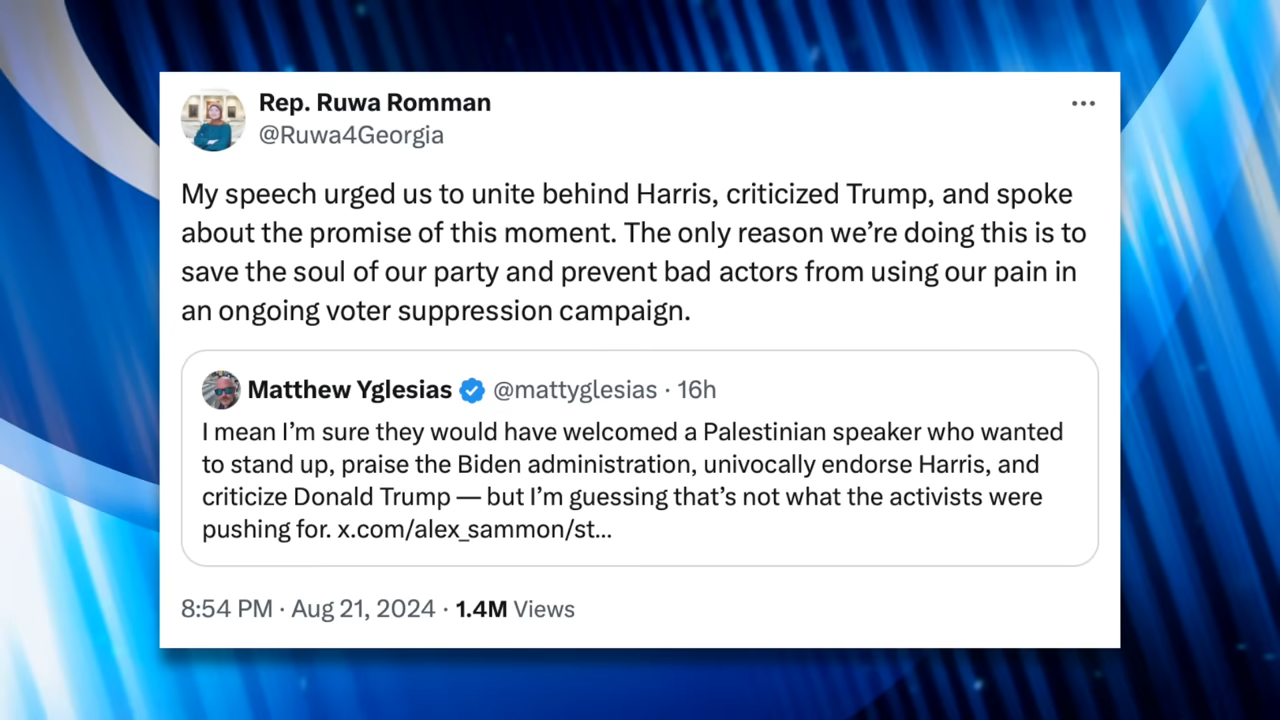 Rep. Ruwa Romman
@Ruwa4Georgia
My speech urged us to unite behind Harris, criticized Trump, and spoke
about the promise of this moment. The only reason we’re doing this is to
save the soul of our party and prevent bad actors from using our pain in
an ongoing voter suppression campaign.
Matthew Yglesias @mattyglesias · 16h
I mean I’m sure they would have welcomed a Palestinian speaker who wanted
to stand up, praise the Biden administration, univocally endorse Harris, and
criticize Donald Trump — but I’m guessing that’s not what the activists were
pushing for. x.com/alex_sammon/st...
8:54 PM · Aug 21, 2024 · 1.4M Views